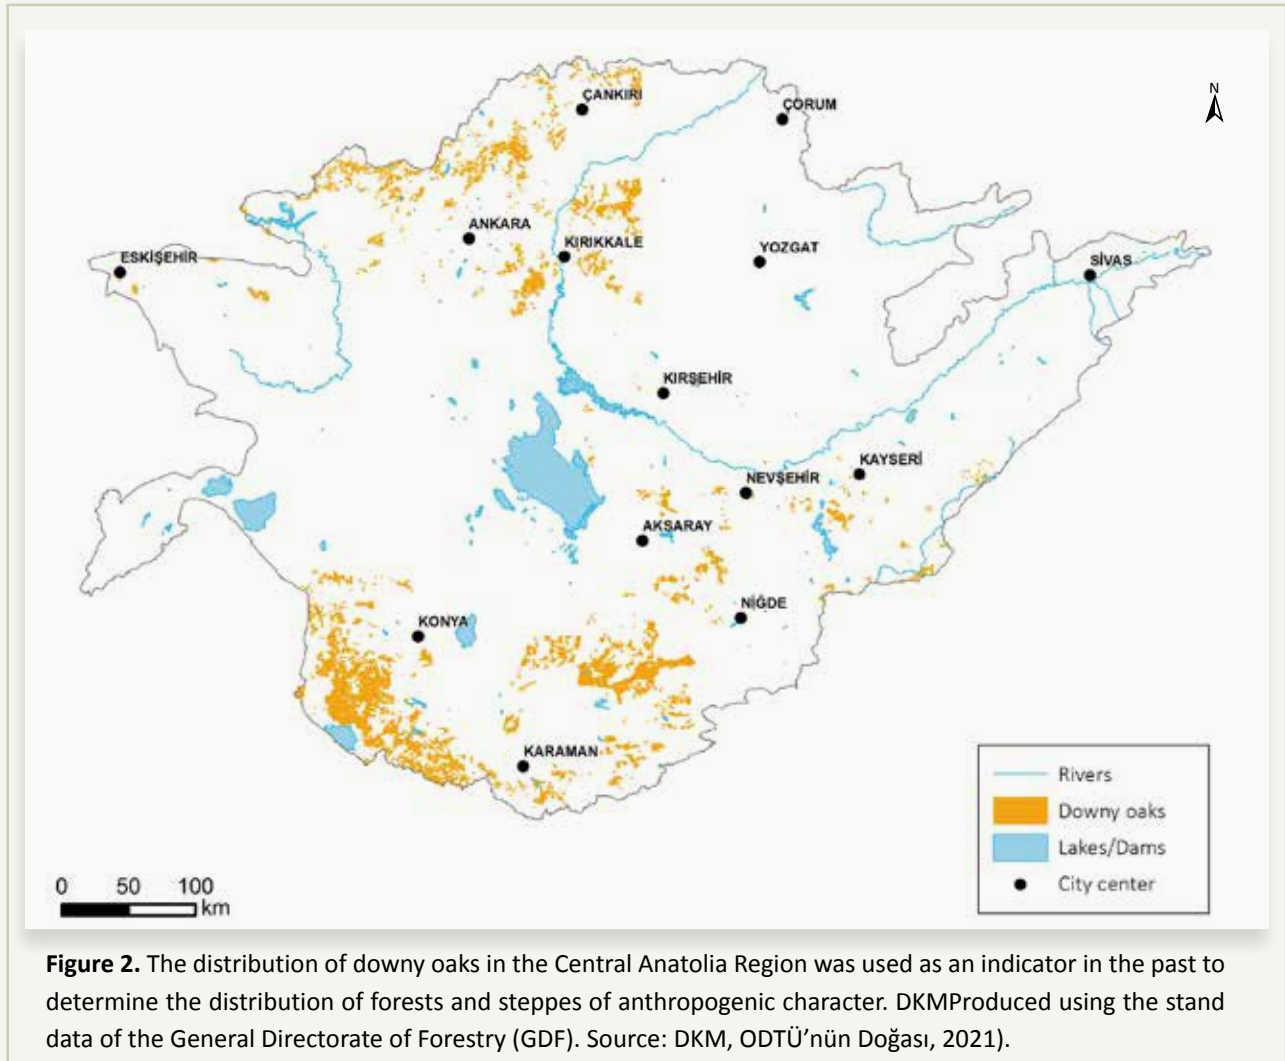 N
ÇANKIRI
ÇORUM
ANKARA
KIRIKKALE
YOZGAT
ESKİŞEHİR
SİVAS
KIRŞEHİR
KAYSERİ
NEVŞEHİR
AKSARAY
NİĞDE
KONYA
KARAMAN
Rivers
Downy oaks
Lakes/Dams
City center
0 50 100
km
Figure 2. The distribution of downy oaks in the Central Anatolia Region was used as an indicator in the past to
determine the distribution of forests and steppes of anthropogenic character. DKMProduced using the stand
data of the General Directorate of Forestry (GDF). Source: DKM, ODTÜ’nün Doğası, 2021).